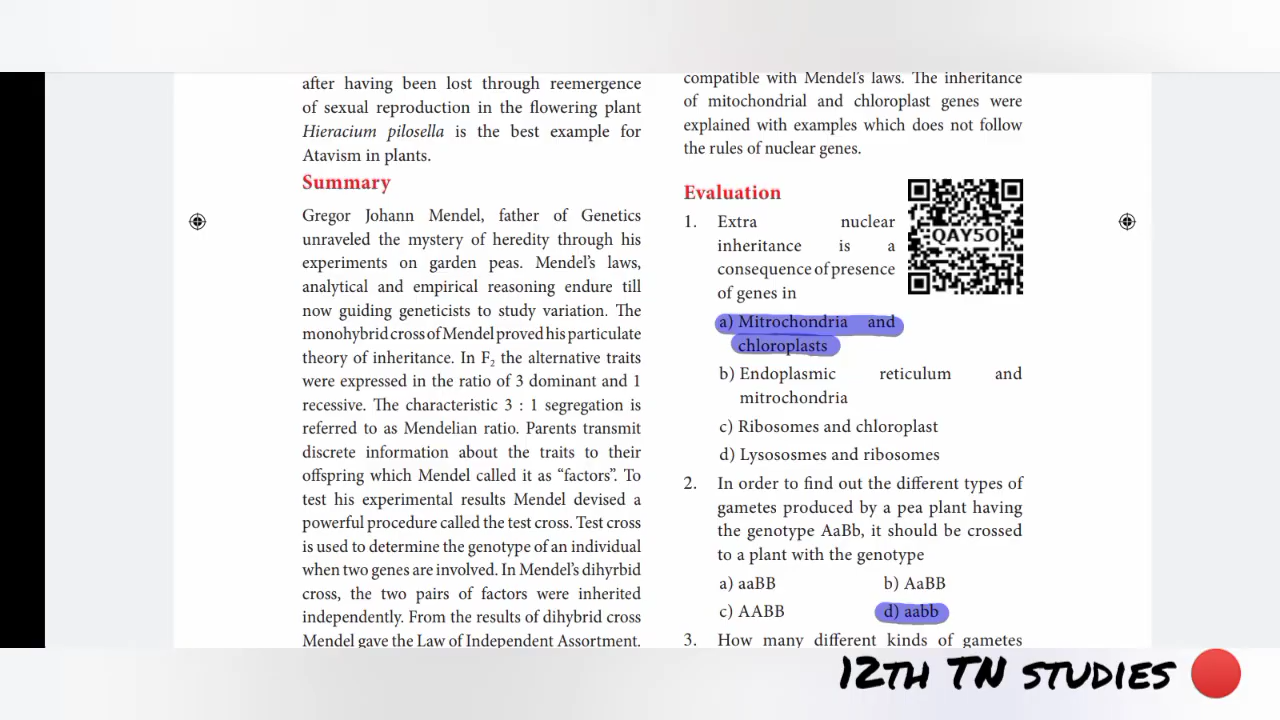 after having been lost through reemergence
of sexual reproduction in the flowering plant
Hieracium pilosella is the best example for
Atavism in plants.
Summary
Gregor Johann Mendel, father of Genetics
unraveled the mystery of heredity through his
experiments on garden peas. Mendel's laws,
analytical and empirical reasoning endure till
now guiding geneticists to study variation. The
monohybrid cross of Mendel proved his particulate
theory of inheritance. In F2 the alternative traits
were expressed in the ratio of 3 dominant and 1
recessive. The characteristic 3 : 1 segregation is
referred to as Mendelian ratio. Parents transmit
discrete information about the traits to their
offspring which Mendel called it as "factors". To
test his experimental results Mendel devised a
powerful procedure called the test cross. Test cross
is used to determine the genotype of an individual
when two genes are involved. In Mendel's dihyrbid
cross, the two pairs of factors were inherited
independently. From the results of dihybrid cross
Mendel gave the Law of Independent Assortment.
compatible with Mendel's laws. The inheritance
of mitochondrial and chloroplast genes were
explained with examples which does not follow
the rules of nuclear genes.
Evaluation
QAY5O
1. Extra nuclear
inheritance is a
consequence of presence
of genes in
a) Mitrochondria and
chloroplasts
b) Endoplasmic reticulum and
mitrochondria
c) Ribosomes and chloroplast
d) Lysososmes and ribosomes
2. In order to find out the different types of
gametes produced by a pea plant having
the genotype AaBb, it should be crossed
to a plant with the genotype
a) aaBB b) AaBB
c) AABB d) aabb
3. How many different kinds of gametes
12TH TN STUDIES